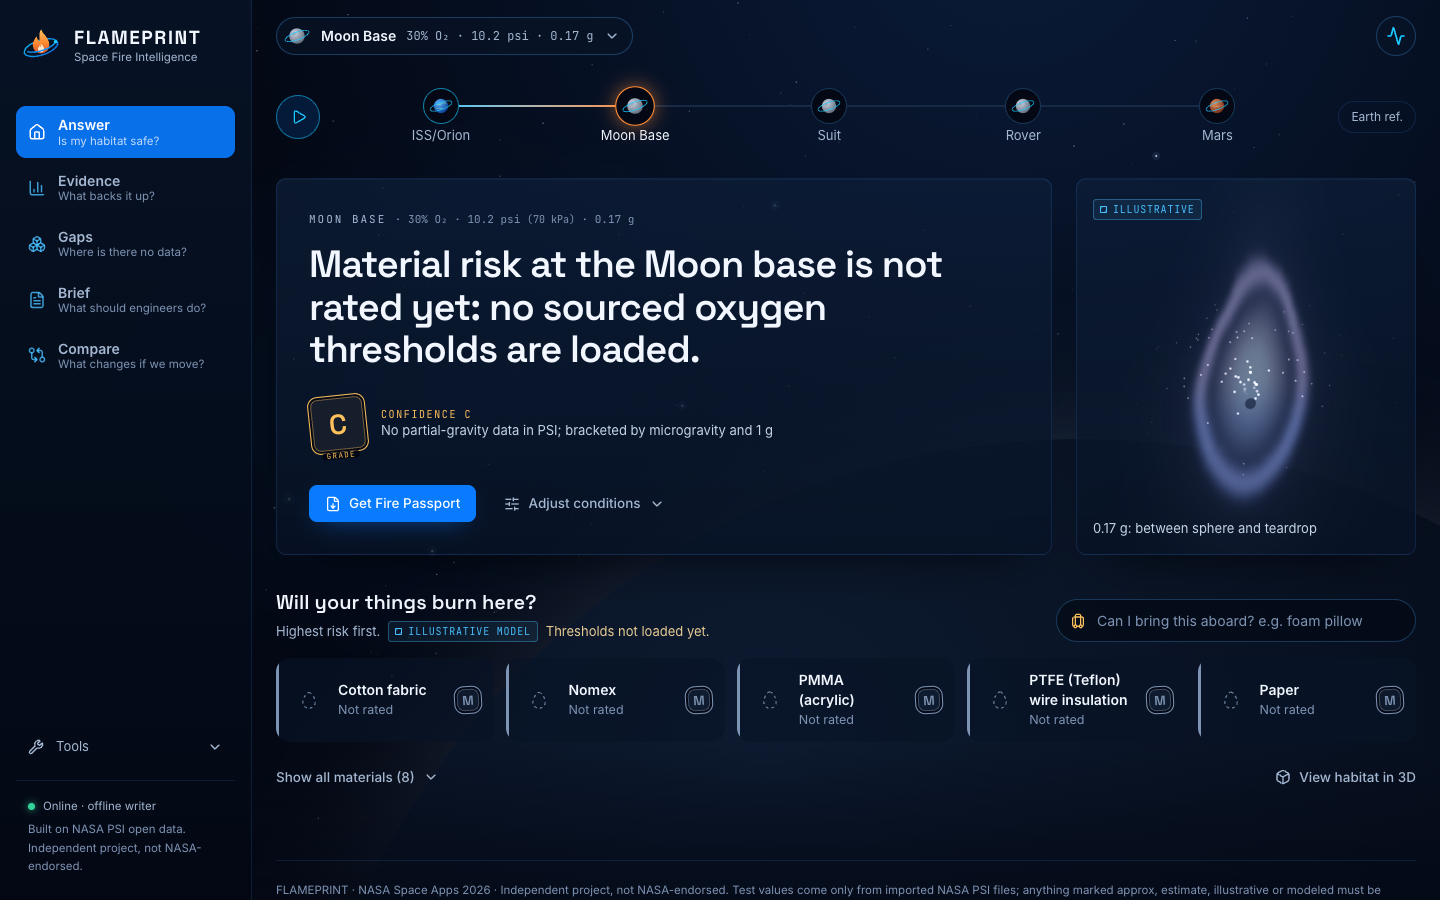 FLAMEPRINT
Space Fire Intelligence
Answer
Is my habitat safe?
Evidence
What backs it up?
Gaps
Where is there no data?
Brief
What should engineers do?
Compare
What changes if we move?
Tools
Online · offline writer
Built on NASA PSI open data.
Independent project, not NASA-
endorsed.
Moon Base 30% O₂ · 10.2 psi · 0.17 g
ISS/Orion
Moon Base
Suit
Rover
Mars
Earth ref.
MOON BASE · 30% O₂ · 10.2 psi (70 kPa) · 0.17 g
Material risk at the Moon base is not
rated yet: no sourced oxygen
thresholds are loaded.
C
GRADE
CONFIDENCE C
No partial-gravity data in PSI; bracketed by microgravity and 1 g
Get Fire Passport
Adjust conditions
ILLUSTRATIVE
0.17 g: between sphere and teardrop
Will your things burn here?
Highest risk first. ILLUSTRATIVE MODEL Thresholds not loaded yet.
Can I bring this aboard? e.g. foam pillow
Cotton fabric
Not rated
M
Nomex
Not rated
M
PMMA
(acrylic)
Not rated
M
PTFE (Teflon)
wire insulation
Not rated
M
Paper
Not rated
M
Show all materials (8)
View habitat in 3D
FLAMEPRINT · NASA Space Apps 2026 · Independent project, not NASA-endorsed. Test values come only from imported NASA PSI files; anything marked approx, estimate, illustrative or modeled must be